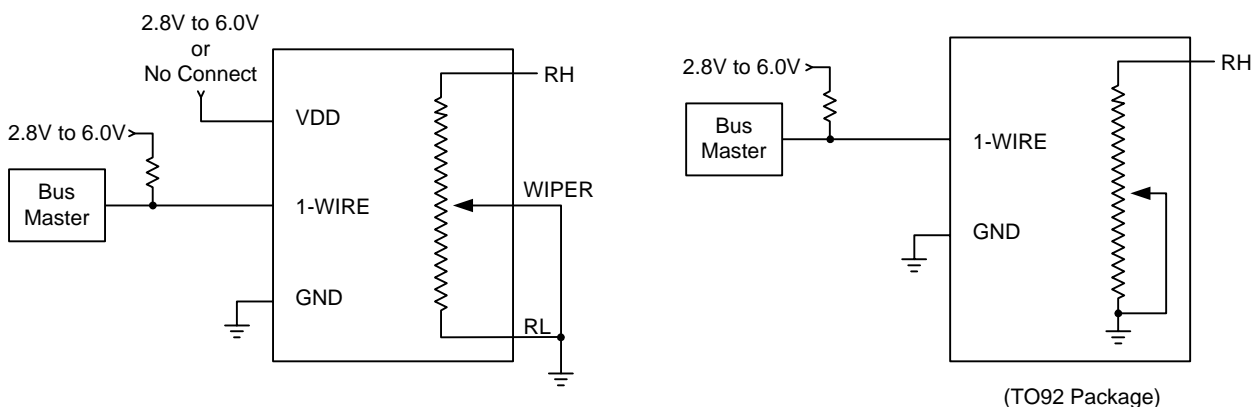 2.8V to 6.0V
or
No Connect
2.8V to 6.0V
Bus
Master
VDD
1-WIRE
GND
RH
WIPER
RL
2.8V to 6.0V
Bus
Master
1-WIRE
GND
RH
(TO92 Package)